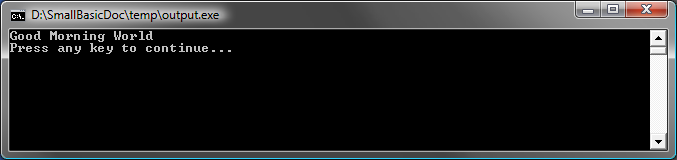 D:\SmallBasicDoc\temp\output.exe
Good Morning World
Press any key to continue...